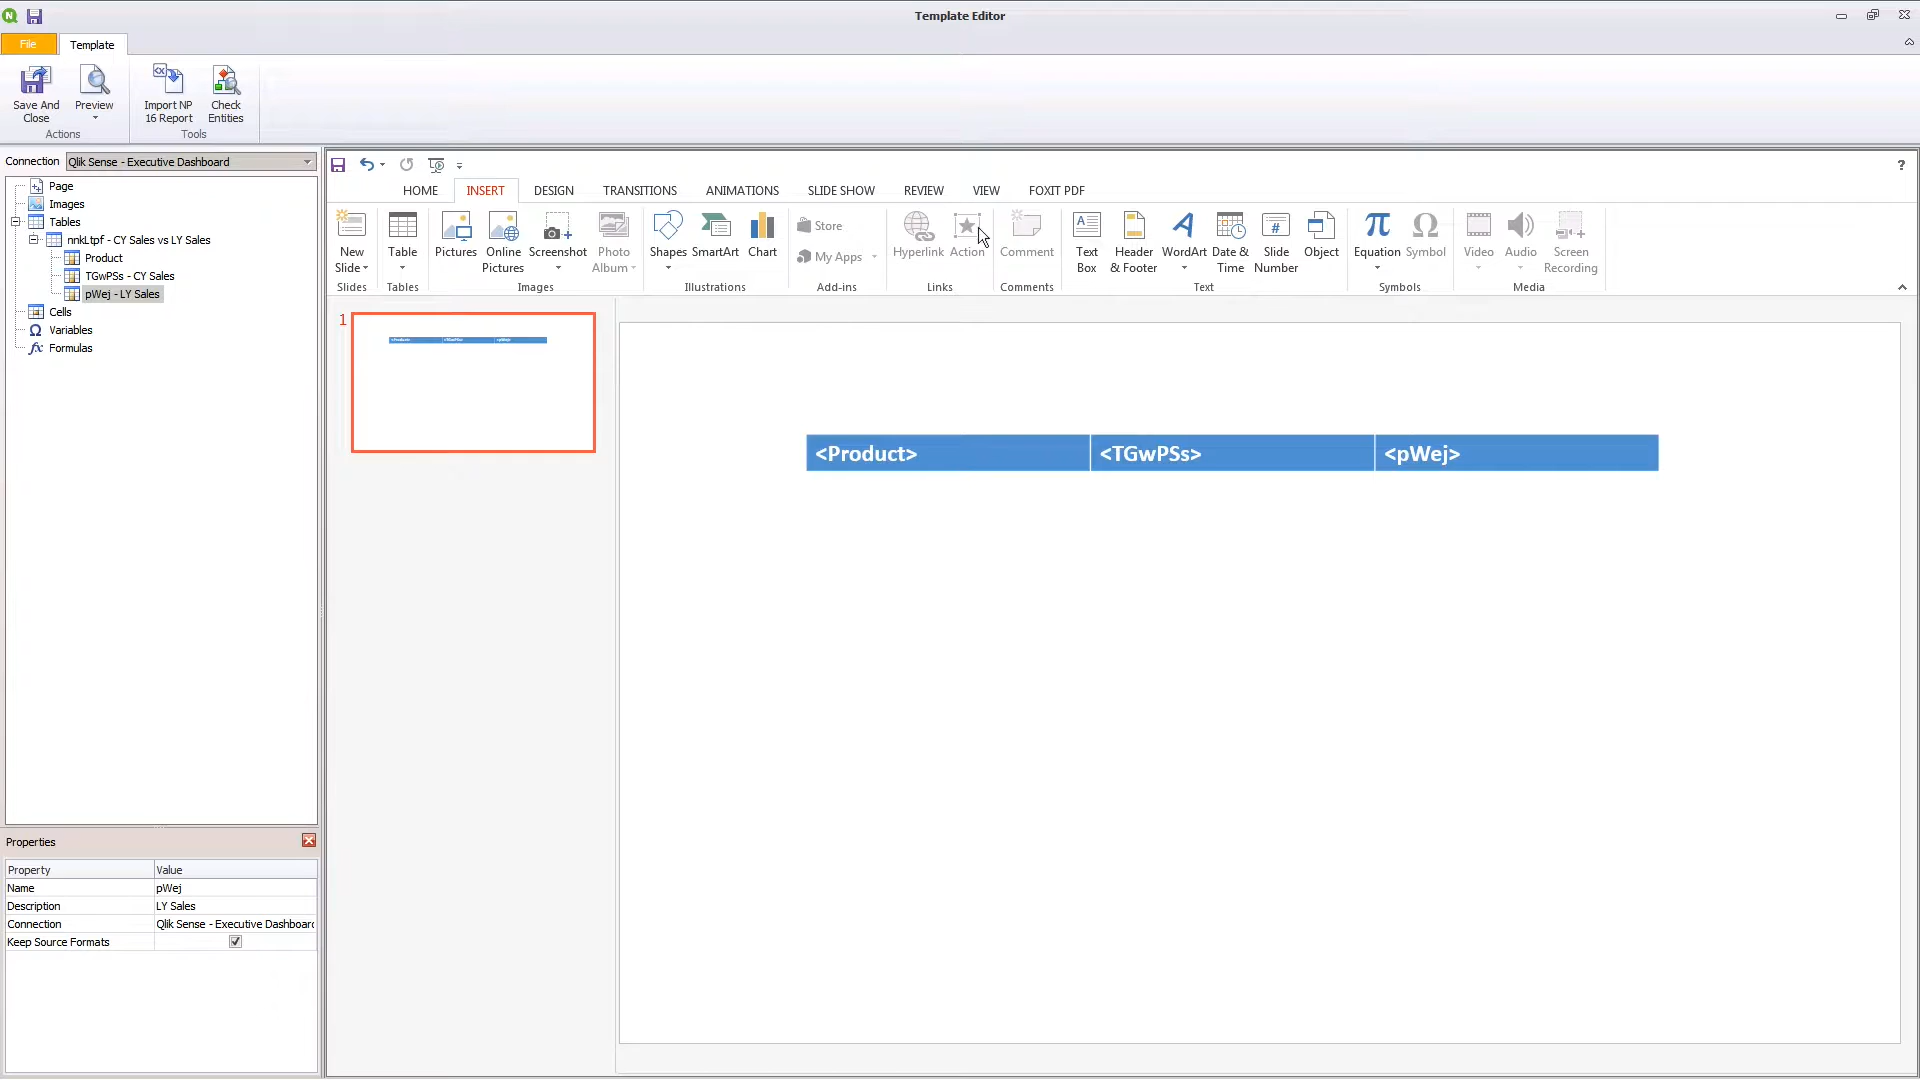 Template Editor
File
Template
Save And Close
Preview
Import NP 16 Report
Check Entities
Actions
Tools
Connection
Qlik Sense - Executive Dashboard
Page
Images
Tables
nnkLtpf - CY Sales vs LY Sales
Product
TGwPSs - CY Sales
pWej - LY Sales
Cells
Variables
Formulas
Properties
Property Value
Name pWej
Description LY Sales
Connection Qlik Sense - Executive Dashboard
Keep Source Formats
?
HOME INSERT DESIGN TRANSITIONS ANIMATIONS SLIDE SHOW REVIEW VIEW FOXIT PDF
New Slide
Table
Pictures
Online Pictures
Screenshot
Photo Album
Shapes
SmartArt
Chart
Store
My Apps
Hyperlink
Action
Comment
Text Box
Header & Footer
WordArt
Date & Time
Slide Number
Object
Equation
Symbol
Video
Audio
Screen Recording
Slides Tables Images Illustrations Add-ins Links Comments Text Symbols Media
1
<Product> <TGwPSs> <pWej>
<Product> <TGwPSs> <pWej>